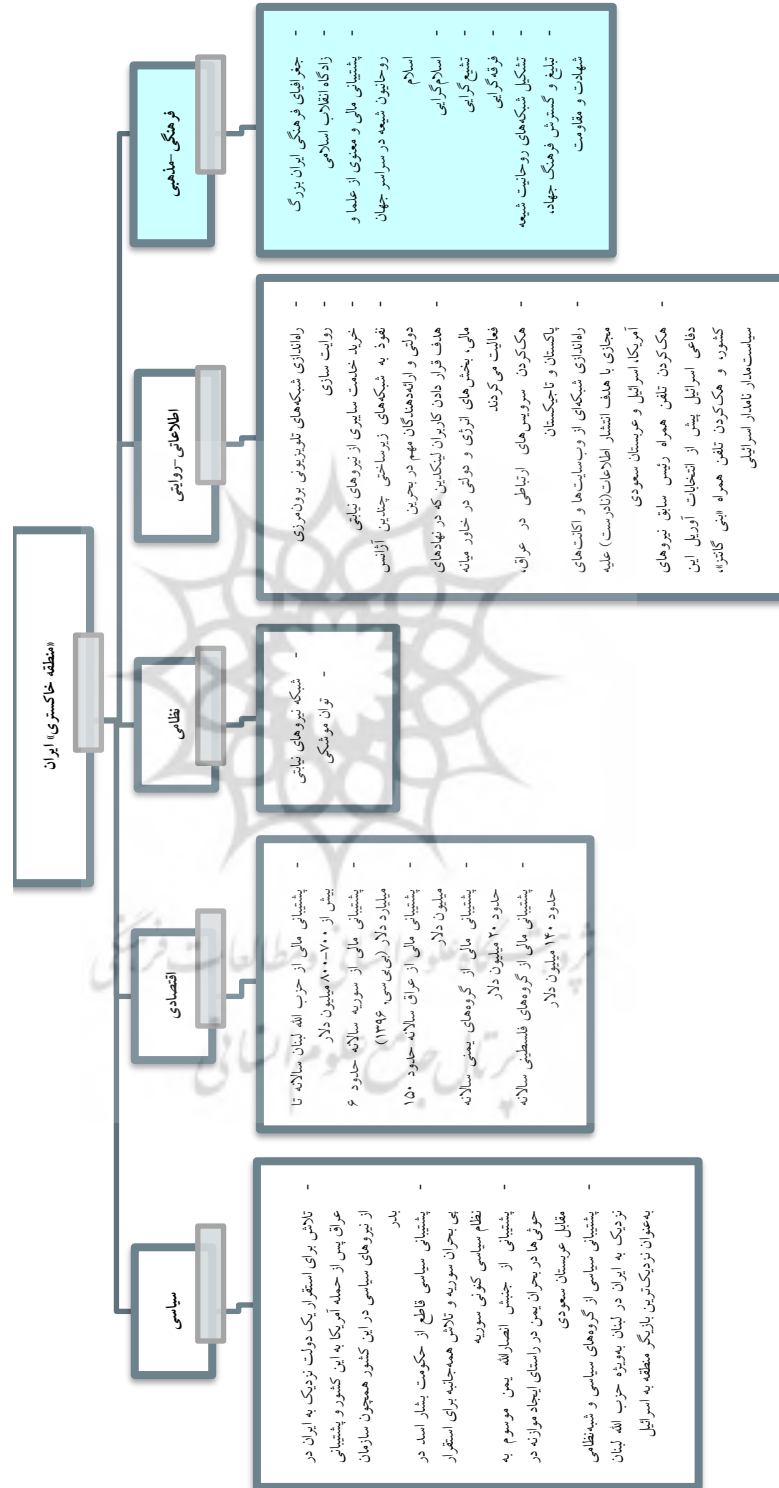 «منطقه خاکستری» ایران
فرهنگی-مذهبی
- جغرافیای فرهنگی ایران بزرگ
- زادگاه انقلاب اسلامی
- پشتیبانی مالی و معنوی از علما و
روحانیون شیعه در سراسر جهان
اسلام
- اسلام‌گرایی
- تشیع‌گرایی
- فرقه‌گرایی
- تشکیل شبکه‌های روحانیت شیعه
- تبلیغ و گسترش فرهنگ جهاد،
شهادت و مقاومت
اطلاعاتی-روایتی
- راه‌اندازی شبکه‌های تلویزیونی برون‌مرزی
- روایت سازی
- خرید خدمت سایبری از نیروهای نیابتی
- نفوذ به شبکه‌های زیرساختی چندین آژانس
دولتی و ارائه‌دهندگان مهم در بحرین
- هدف قرار دادن کاربران لینکدین که در نهادهای
مالی، بخش‌های انرژی و دولتی در خاور میانه
فعالیت می‌کردند
- هک‌کردن سرویس‌های ارتباطی در عراق،
پاکستان و تاجیکستان
- راه‌اندازی شبکه‌ای از وب‌سایت‌ها و اکانت‌های
مجازی با هدف انتشار اطلاعات(نادرست) علیه
آمریکا، اسرائیل و عربستان سعودی
- هک‌کردن تلفن همراه رئیس سابق نیروهای
دفاعی اسرائیل پیش از انتخابات آوریل این
کشور، و هک‌کردن تلفن همراه «بنی گانتز»،
سیاست‌مدار نامدار اسرائیلی
نظامی
- شبکه نیروهای نیابتی
- توان موشکی
اقتصادی
- پشتیبانی مالی از حزب الله لبنان سالانه تا
بیش از ۷۰۰-۸۰۰ میلیون دلار
- پشتیبانی مالی از سوریه سالانه حدود ۶
میلیارد دلار (بی‌بی‌سی، ۱۳۹۶)
- پشتیبانی مالی از عراق سالانه حدود ۱۵۰
میلیون دلار
- پشتیبانی مالی از گروه‌های یمنی سالانه
حدود ۲۰ میلیون دلار
- پشتیبانی مالی از گروه‌های فلسطینی سالانه
حدود ۱۴۰ میلیون دلار
سیاسی
- تلاش برای استقرار یک دولت نزدیک به ایران در
عراق پس از حمله آمریکا به این کشور و پشتیبانی
از نیروهای سیاسی در این کشور همچون سازمان
بدر
- پشتیبانی سیاسی قاطع از حکومت بشار اسد در
پی بحران سوریه و تلاش همه‌جانبه برای استقرار
نظام سیاسی کنونی سوریه
- پشتیبانی از جنبش انصارالله یمن موسوم به
حوثی‌ها در بحران یمن در راستای ایجاد موازنه در
مقابل عربستان سعودی
- پشتیبانی سیاسی از گروه‌های سیاسی و شبه‌نظامی
نزدیک به ایران در لبنان به‌ویژه حزب الله لبنان
به‌عنوان نزدیک‌ترین بازیگر منطقه به اسرائیل
پژوهشگاه علوم انسانی و مطالعات فرهنگی
پرتال جامع علوم انسانی